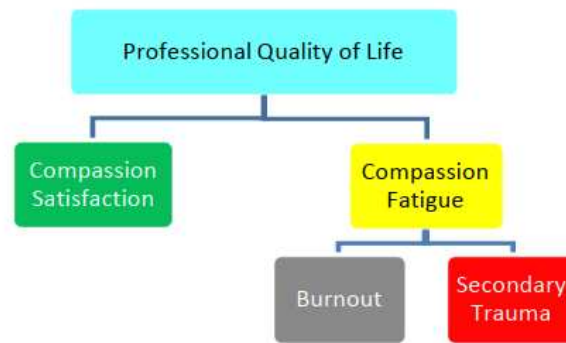 Professional Quality of Life
Compassion
Satisfaction
Compassion
Fatigue
Burnout
Secondary
Trauma